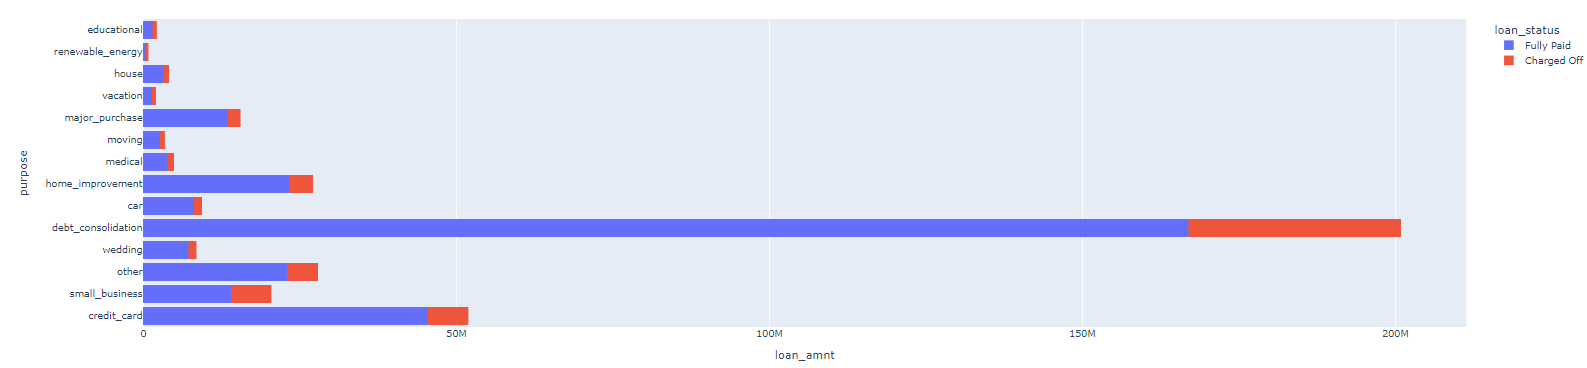 loan_status
Fully Paid
Charged Off
purpose
educational
renewable_energy
house
vacation
major_purchase
moving
medical
home_improvement
car
debt_consolidation
wedding
other
small_business
credit_card
0 50M 100M 150M 200M
loan_amnt